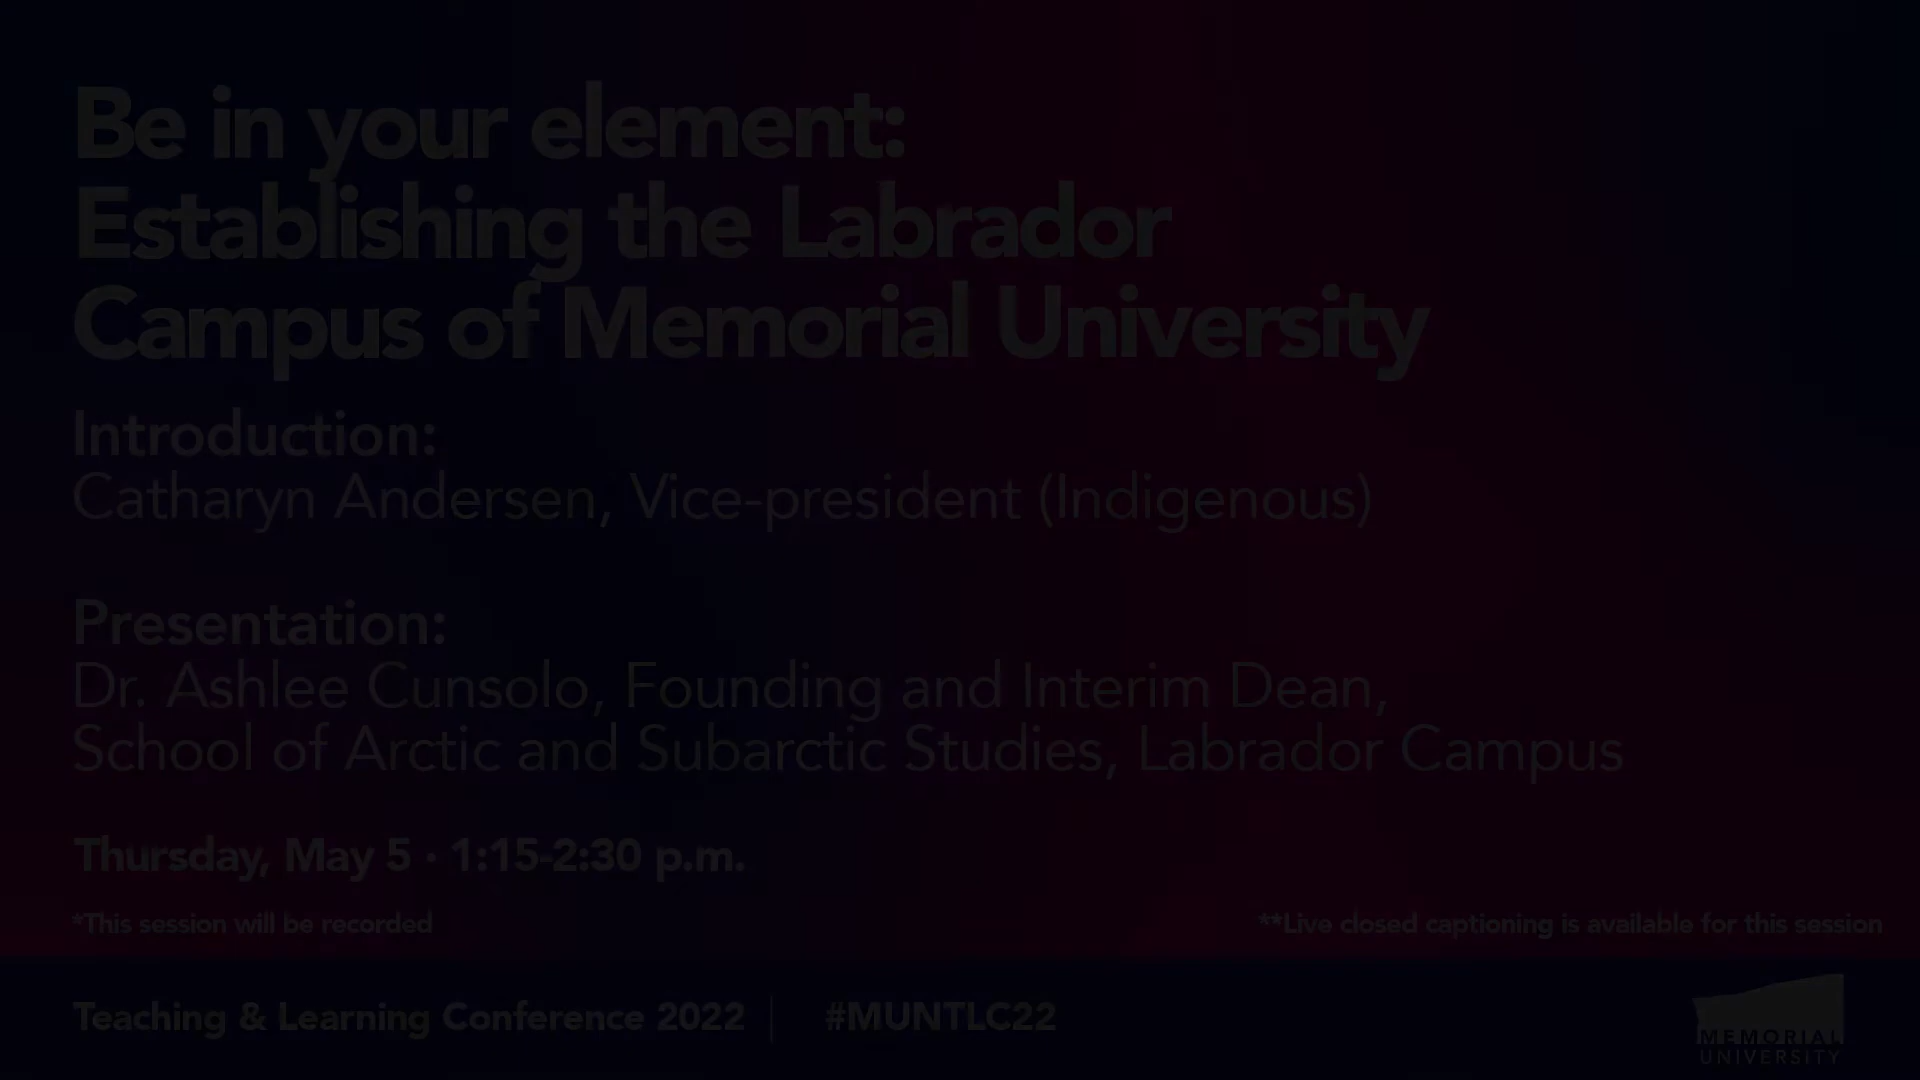 Be in your element:
Establishing the Labrador
Campus of Memorial University
Introduction:
Catharyn Andersen, Vice-president (Indigenous)
Presentation:
Dr. Ashlee Cunsolo, Founding and Interim Dean,
School of Arctic and Subarctic Studies, Labrador Campus
Thursday, May 5 · 1:15-2:30 p.m.
*This session will be recorded
**Live closed captioning is available for this session
Teaching & Learning Conference 2022 | #MUNTLC22
MEMORIAL
UNIVERSITY